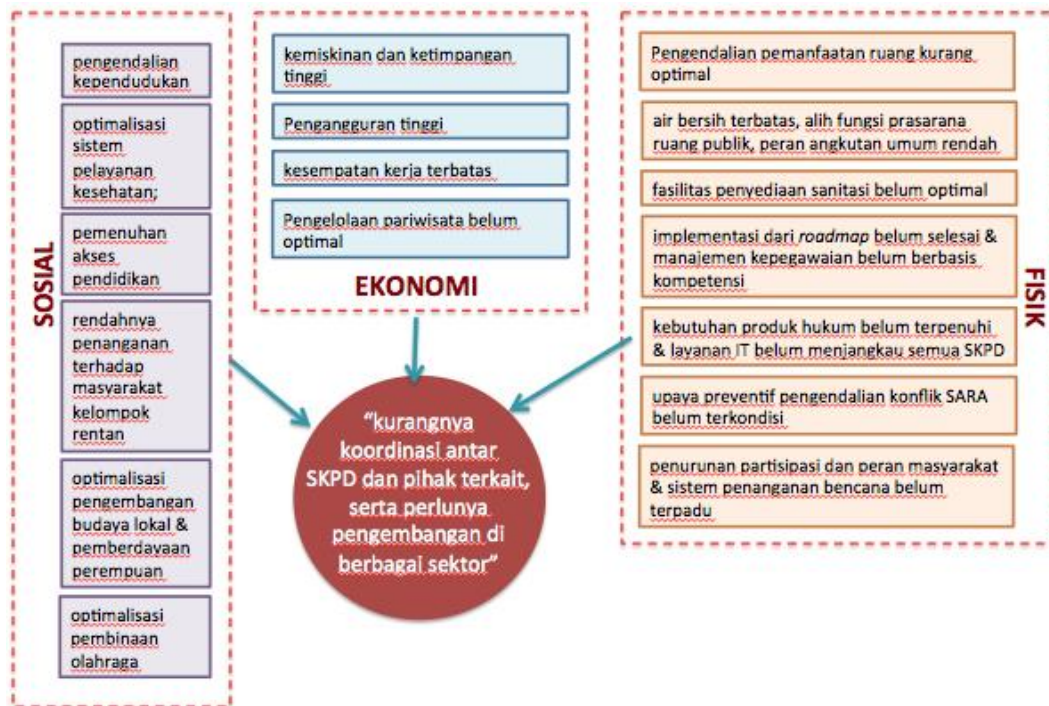 SOSIAL
pengendalian
kependudukan
optimalisasi
sistem
pelayanan
kesehatan;
pemenuhan
akses
pendidikan
rendahnya
penanganan
terhadap
masyarakat
kelompok
rentan
optimalisasi
pengembangan
budaya lokal &
pemberdayaan
perempuan
optimalisasi
pembinaan
olahraga
kemiskinan dan ketimpangan
tinggi
Pengangguran tinggi
kesempatan kerja terbatas
Pengelolaan pariwisata belum
optimal
EKONOMI
Pengendalian pemanfaatan ruang kurang
optimal
air bersih terbatas, alih fungsi prasarana
ruang publik, peran angkutan umum rendah
fasilitas penyediaan sanitasi belum optimal
implementasi dari roadmap belum selesai &
manajemen kepegawaian belum berbasis
kompetensi
kebutuhan produk hukum belum terpenuhi
& layanan IT belum menjangkau semua SKPD
upaya preventif pengendalian konflik SARA
belum terkondisi
penurunan partisipasi dan peran masyarakat
& sistem penanganan bencana belum
terpadu
FISIK
“kurangnya
koordinasi antar
SKPD dan pihak terkait,
serta perlunya
pengembangan di
berbagai sektor”